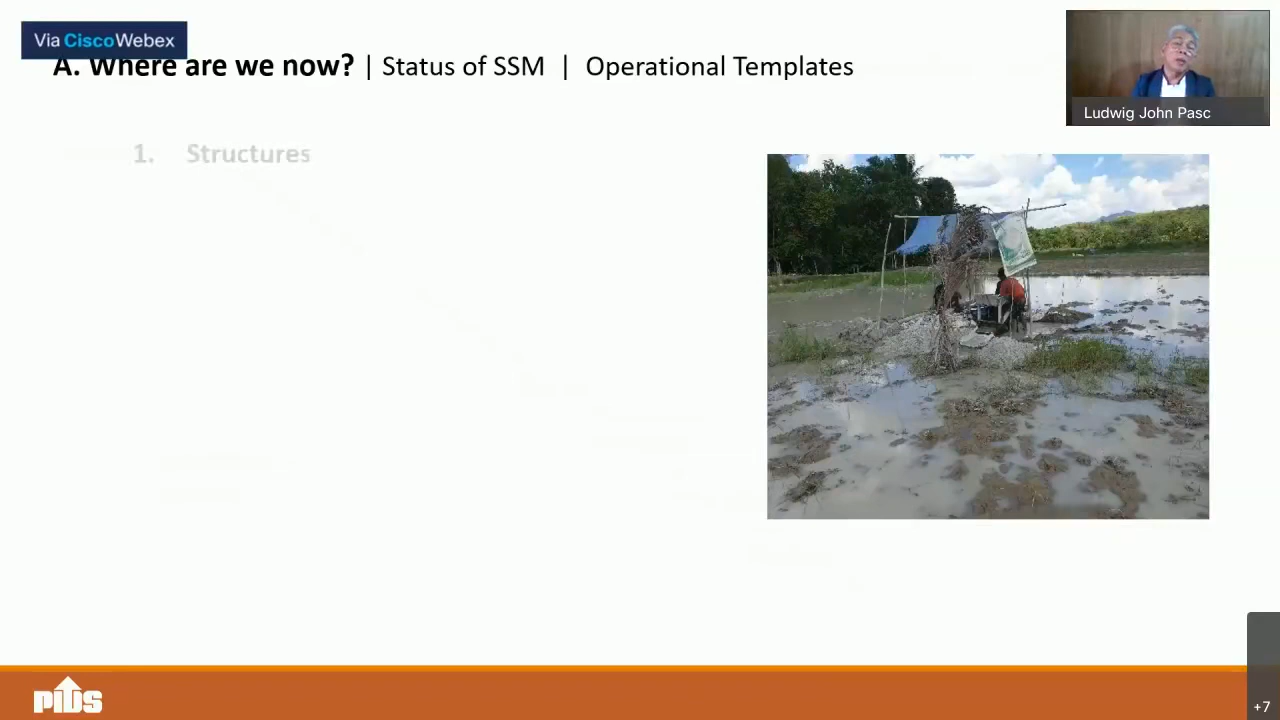 Via CiscoWebex
A. Where are we now? | Status of SSM | Operational Templates
Ludwig John Pasc
1. Structures
PIDS
+7